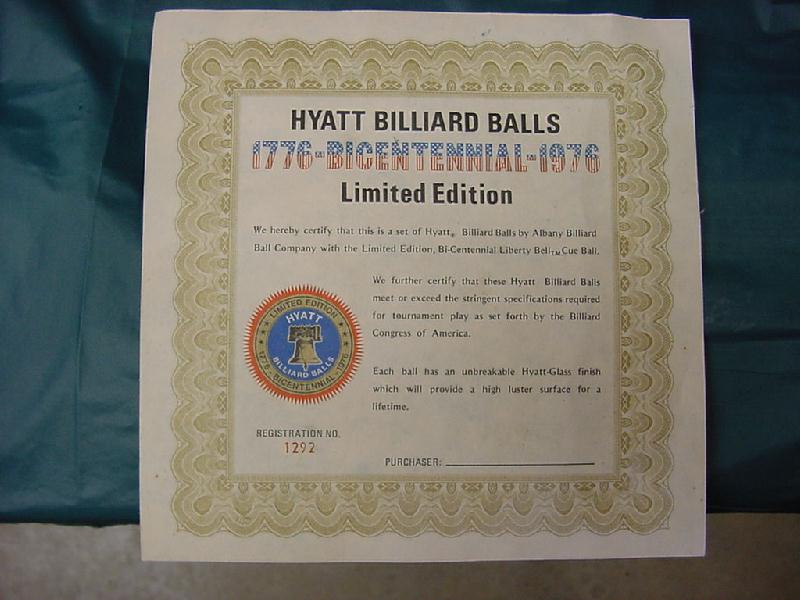 HYATT BILLIARD BALLS
1776-BICENTENNIAL-1976
Limited Edition
We hereby certify that this is a set of Hyatt® Billiard Balls by Albany Billiard
Ball Company with the Limited Edition, Bi-Centennial Liberty Bell™ Cue Ball.
We further certify that these Hyatt Billiard Balls
meet or exceed the stringent specifications required
for tournament play as set forth by the Billiard
Congress of America.
Each ball has an unbreakable Hyatt-Glass finish
which will provide a high luster surface for a
lifetime.
LIMITED EDITION
HYATT
BILLIARD BALLS
1776 - BICENTENNIAL - 1976
REGISTRATION NO.
1292
PURCHASER: